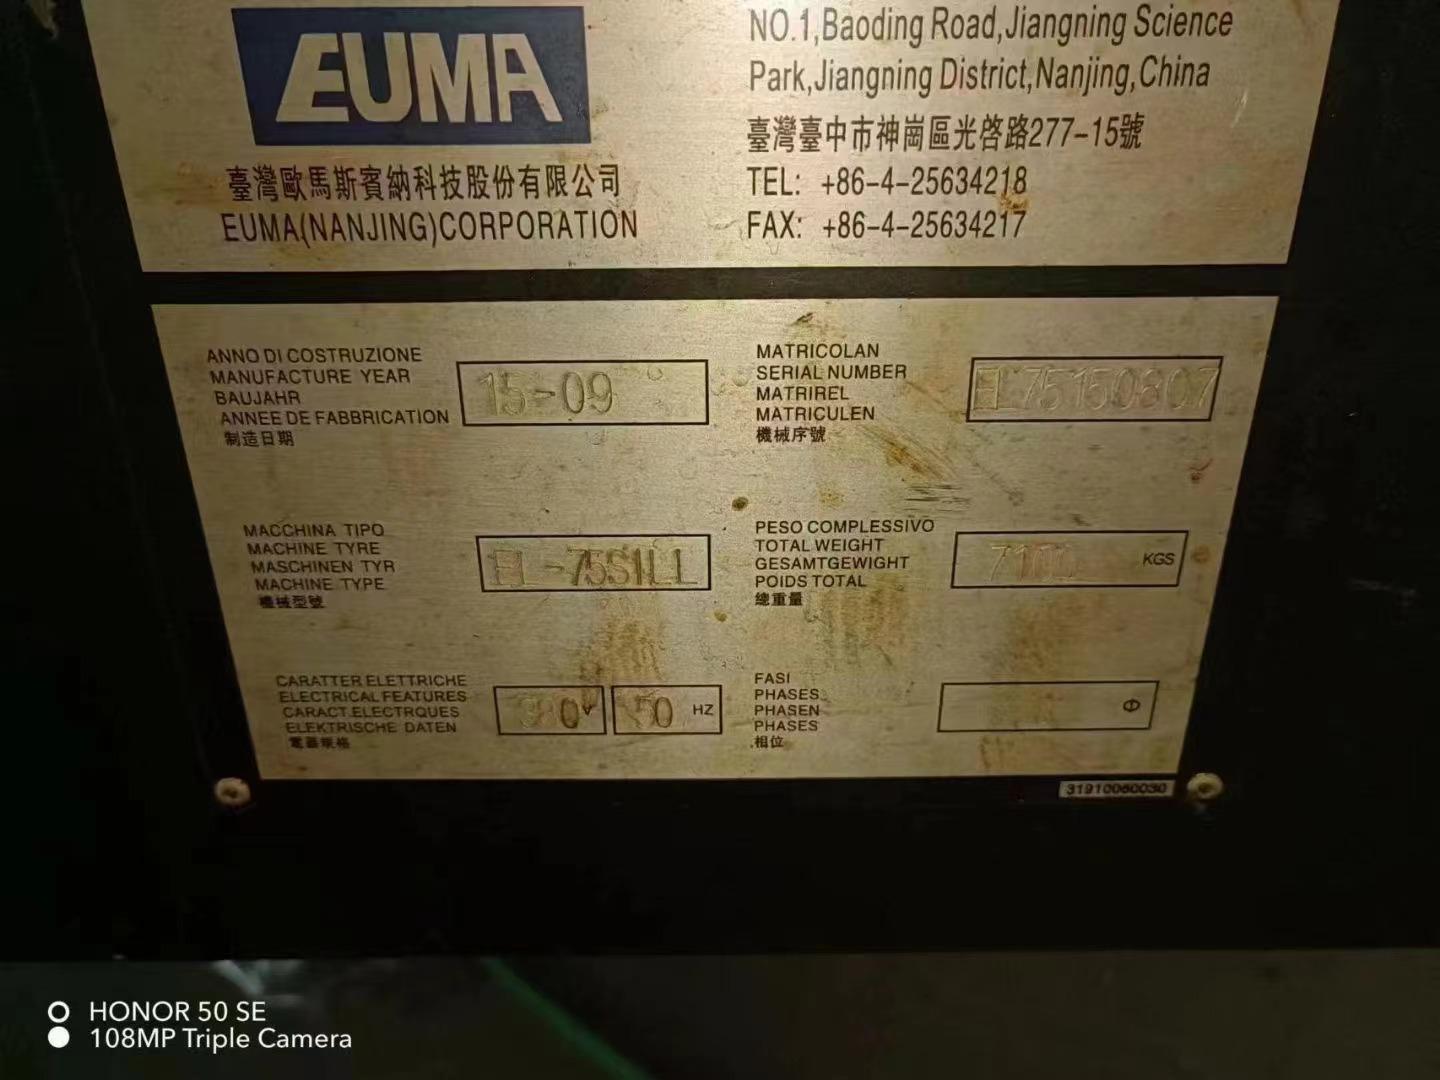 EUMA
臺灣歐馬斯賓納科技股份有限公司
EUMA(NANJING)CORPORATION
NO.1,Baoding Road,Jiangning Science
Park,Jiangning District,Nanjing,China
臺灣臺中市神崗區光啓路277-15號
TEL: +86-4-25634218
FAX: +86-4-25634217
ANNO DI COSTRUZIONE
MANUFACTURE YEAR
BAUJAHR
ANNEE DE FABBRICATION
制造日期
15-09
MATRICOLAN
SERIAL NUMBER
MATRIREL
MATRICULEN
機械序號
EL75150807
MACCHINA TIPO
MACHINE TYRE
MASCHINEN TYR
MACHINE TYPE
機械型號
EL-75S1LL
PESO COMPLESSIVO
TOTAL WEIGHT
GESAMTGEWIGHT
POIDS TOTAL
總重量
7100 KGS
CARATTER ELETTRICHE
ELECTRICAL FEATURES
CARACT.ELECTRQUES
ELEKTRISCHE DATEN
電器規格
380 V
50 HZ
FASI
PHASES
PHASEN
PHASES
相位
Φ
31910060030
HONOR 50 SE
108MP Triple Camera